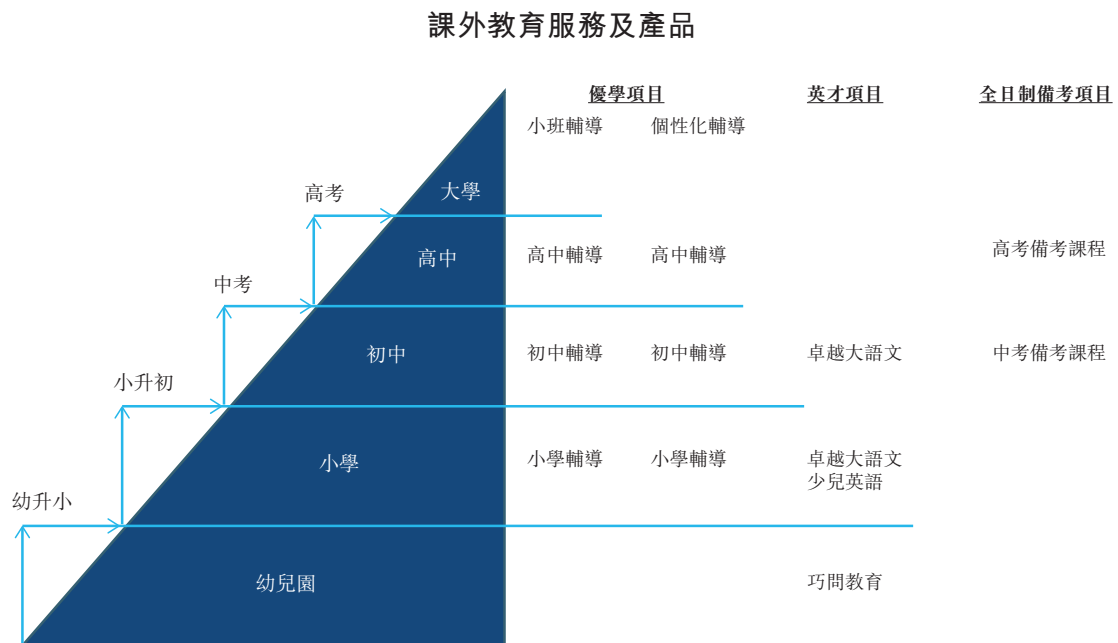 課外教育服務及產品
優學項目
英才項目
全日制備考項目
小班輔導
個性化輔導
高考
大學
高中
高中輔導
高中輔導
高考備考課程
中考
初中
初中輔導
初中輔導
卓越大語文
中考備考課程
小升初
小學
小學輔導
小學輔導
卓越大語文
少兒英語
幼升小
幼兒園
巧問教育